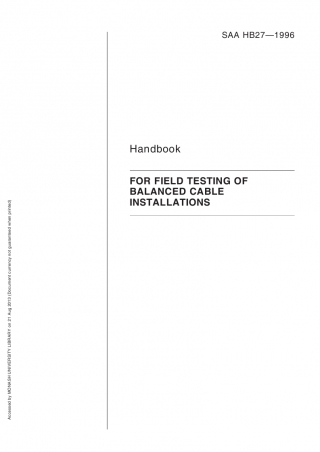 SAA HB27—1996
Handbook
FOR FIELD TESTING OF
BALANCED CABLE
INSTALLATIONS
Accessed by MONASH UNIVERSITY LIBRARY on 21 Aug 2013 (Document currency not guaranteed when printed)